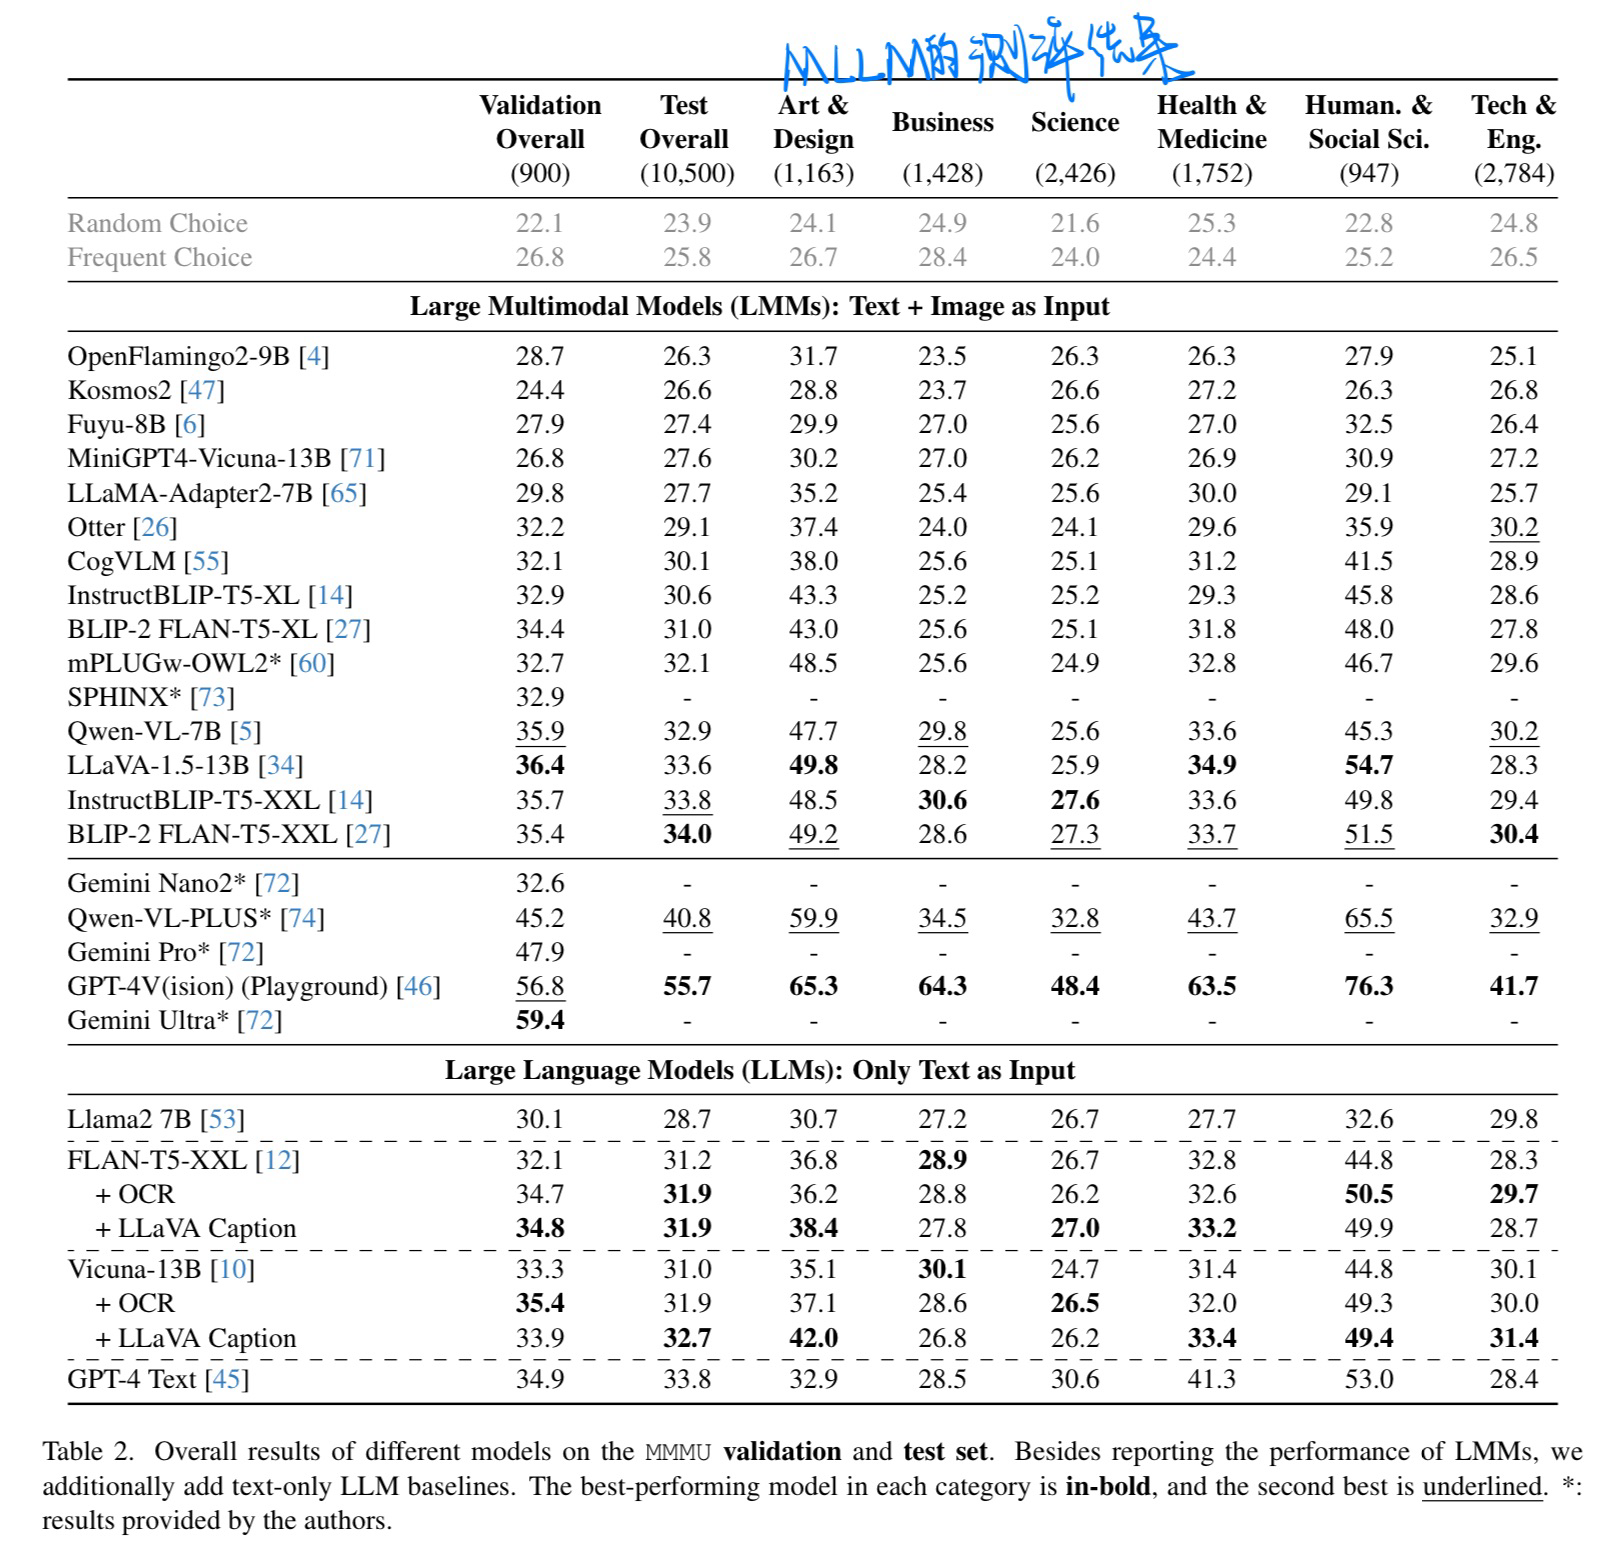 MLLM的测评结果
Validation Overall (900) Test Overall (10,500) Art & Design (1,163) Business (1,428) Science (2,426) Health & Medicine (1,752) Human. & Social Sci. (947) Tech & Eng. (2,784)
Random Choice 22.1 23.9 24.1 24.9 21.6 25.3 22.8 24.8
Frequent Choice 26.8 25.8 26.7 28.4 24.0 24.4 25.2 26.5
Large Multimodal Models (LMMs): Text + Image as Input
OpenFlamingo2-9B [4] 28.7 26.3 31.7 23.5 26.3 26.3 27.9 25.1
Kosmos2 [47] 24.4 26.6 28.8 23.7 26.6 27.2 26.3 26.8
Fuyu-8B [6] 27.9 27.4 29.9 27.0 25.6 27.0 32.5 26.4
MiniGPT4-Vicuna-13B [71] 26.8 27.6 30.2 27.0 26.2 26.9 30.9 27.2
LLaMA-Adapter2-7B [65] 29.8 27.7 35.2 25.4 25.6 30.0 29.1 25.7
Otter [26] 32.2 29.1 37.4 24.0 24.1 29.6 35.9 30.2
CogVLM [55] 32.1 30.1 38.0 25.6 25.1 31.2 41.5 28.9
InstructBLIP-T5-XL [14] 32.9 30.6 43.3 25.2 25.2 29.3 45.8 28.6
BLIP-2 FLAN-T5-XL [27] 34.4 31.0 43.0 25.6 25.1 31.8 48.0 27.8
mPLUGw-OWL2* [60] 32.7 32.1 48.5 25.6 24.9 32.8 46.7 29.6
SPHINX* [73] 32.9 - - - - - - -
Qwen-VL-7B [5] 35.9 32.9 47.7 29.8 25.6 33.6 45.3 30.2
LLaVA-1.5-13B [34] 36.4 33.6 49.8 28.2 25.9 34.9 54.7 28.3
InstructBLIP-T5-XXL [14] 35.7 33.8 48.5 30.6 27.6 33.6 49.8 29.4
BLIP-2 FLAN-T5-XXL [27] 35.4 34.0 49.2 28.6 27.3 33.7 51.5 30.4
Gemini Nano2* [72] 32.6 - - - - - - -
Qwen-VL-PLUS* [74] 45.2 40.8 59.9 34.5 32.8 43.7 65.5 32.9
Gemini Pro* [72] 47.9 - - - - - - -
GPT-4V(ision) (Playground) [46] 56.8 55.7 65.3 64.3 48.4 63.5 76.3 41.7
Gemini Ultra* [72] 59.4 - - - - - - -
Large Language Models (LLMs): Only Text as Input
Llama2 7B [53] 30.1 28.7 30.7 27.2 26.7 27.7 32.6 29.8
FLAN-T5-XXL [12] 32.1 31.2 36.8 28.9 26.7 32.8 44.8 28.3
+ OCR 34.7 31.9 36.2 28.8 26.2 32.6 50.5 29.7
+ LLaVA Caption 34.8 31.9 38.4 27.8 27.0 33.2 49.9 28.7
Vicuna-13B [10] 33.3 31.0 35.1 30.1 24.7 31.4 44.8 30.1
+ OCR 35.4 31.9 37.1 28.6 26.5 32.0 49.3 30.0
+ LLaVA Caption 33.9 32.7 42.0 26.8 26.2 33.4 49.4 31.4
GPT-4 Text [45] 34.9 33.8 32.9 28.5 30.6 41.3 53.0 28.4
Table 2. Overall results of different models on the MMMU validation and test set. Besides reporting the performance of LMMs, we
additionally add text-only LLM baselines. The best-performing model in each category is in-bold, and the second best is underlined. *:
results provided by the authors.